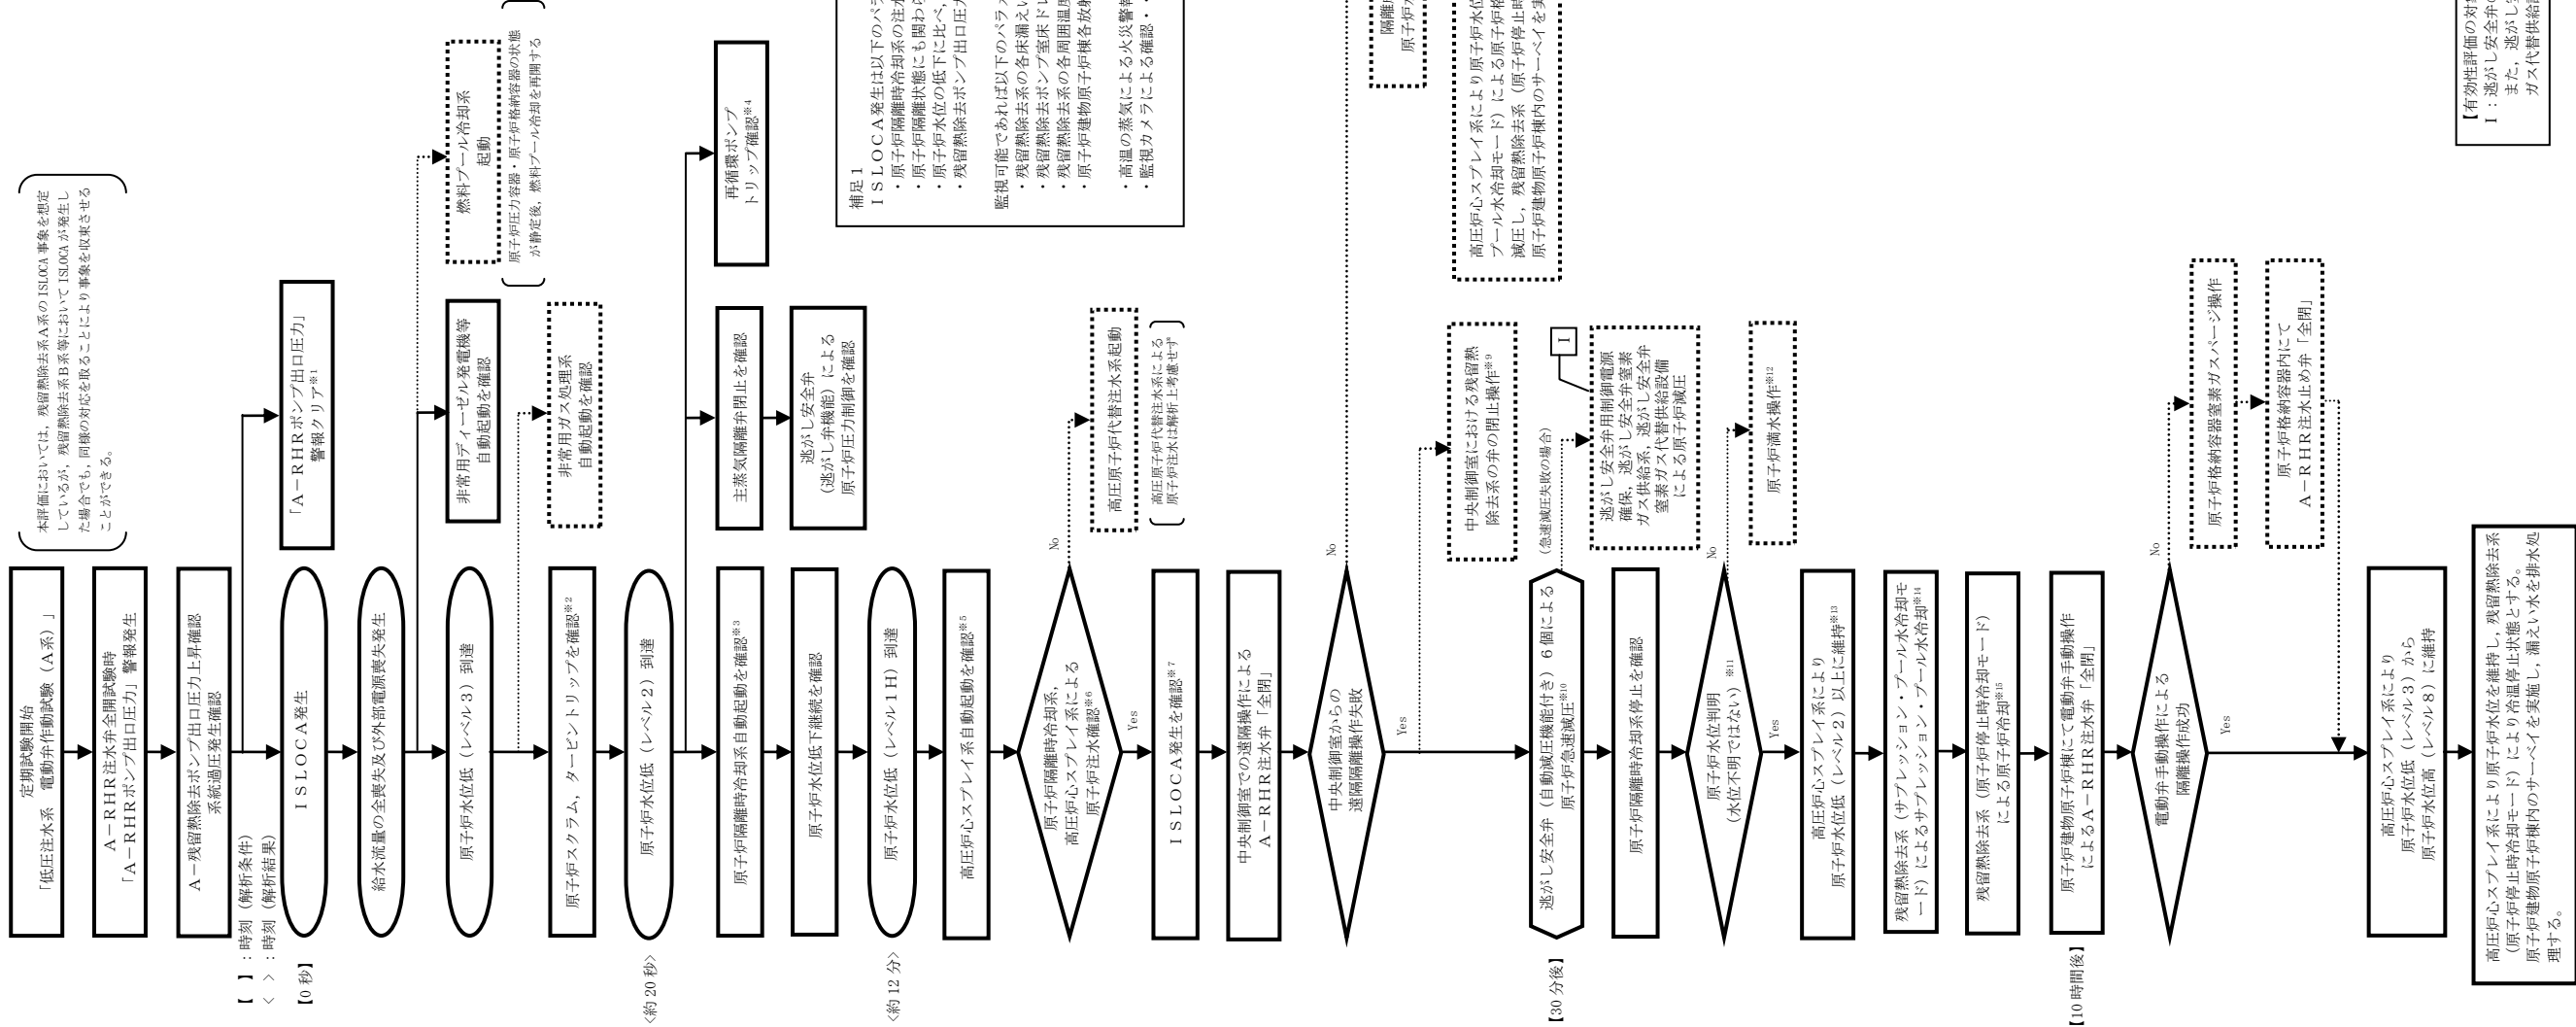 定期試験開始
「低圧注水系　電動弁作動試験（A系）」
A－RHR注水弁全開試験時
「A－RHRポンプ出口圧力」警報発生
A－残留熱除去ポンプ出口圧力上昇確認
系統過圧発生確認
本評価においては，残留熱除去系A系のISLOCA事象を想定
しているが，残留熱除去系B系等においてISLOCAが発生し
た場合でも，同様の対応を取ることにより事象を収束させる
ことができる。
【　】：時刻（解析条件）
＜　＞：時刻（解析結果）
「A－RHRポンプ出口圧力」
警報クリア※1
【0秒】
ISLOCA発生
給水流量の全喪失及び外部電源喪失発生
原子炉水位低（レベル3）到達
非常用ディーゼル発電機等
自動起動を確認
燃料プール冷却系
起動
原子炉圧力容器・原子炉格納容器の状態
が静定後，燃料プール冷却を再開する
非常用ガス処理系
自動起動を確認
原子炉スクラム，タービントリップを確認※2
＜約20秒＞
原子炉水位低（レベル2）到達
原子炉隔離時冷却系自動起動を確認※3
主蒸気隔離弁閉止を確認
再循環ポンプ
トリップ確認※4
逃がし安全弁
（逃がし弁機能）による
原子炉圧力制御を確認
原子炉水位低下継続を確認
＜約12分＞
原子炉水位低（レベル1H）到達
高圧炉心スプレイ系自動起動を確認※5
補足1
ISLOCA発生は以下のパラ
・原子炉隔離時冷却系の注水
・原子炉隔離状態にも関わら
・原子炉水位の低下に比べ，
・残留熱除去ポンプ出口圧力
監視可能であれば以下のパラメ
・残留熱除去系の各床漏えい
・残留熱除去ポンプ室床ドレ
・残留熱除去系の各周囲温度
・原子炉建物原子炉棟各放射
・高温の蒸気による火災警報
・監視カメラによる確認・・
原子炉隔離時冷却系，
高圧炉心スプレイ系による
原子炉注水確認※6
No
高圧原子炉代替注水系起動
高圧原子炉代替注水系による
原子炉注水は解析上考慮せず
Yes
ISLOCA発生を確認※7
中央制御室での遠隔操作による
A－RHR注水弁「全閉」
中央制御室からの
遠隔隔離操作失敗
No
隔離成
原子炉水
Yes
中央制御室における残留熱
除去系の弁の閉止操作※9
高圧炉心スプレイ系により原子炉水位
プール水冷却モード）による原子炉格
減圧し，残留熱除去系（原子炉停止時
原子炉建物原子炉棟内のサーベイを実
【30分後】
逃がし安全弁（自動減圧機能付き）6個による
原子炉急速減圧※10
（急速減圧失敗の場合）
I
逃がし安全弁用制御電源
確保，逃がし安全弁窒素
ガス供給系，逃がし安全弁
窒素ガス代替供給設備
による原子炉減圧
原子炉隔離時冷却系停止を確認
原子炉水位判明
（水位不明ではない）※11
No
原子炉満水操作※12
Yes
高圧炉心スプレイ系により
原子炉水位低（レベル2）以上に維持※13
残留熱除去系（サプレッション・プール水冷却モ
ード）によるサプレッション・プール水冷却※14
残留熱除去系（原子炉停止時冷却モード）
による原子炉冷却※15
【10時間後】
原子炉建物原子炉棟にて電動弁手動操作
によるA－RHR注水弁「全閉」
電動弁手動操作による
隔離操作成功
No
原子炉格納容器窒素ガスパージ操作
原子炉格納容器内にて
A－RHR注水止め弁「全閉」
Yes
高圧炉心スプレイ系により
原子炉水位低（レベル3）から
原子炉水位高（レベル8）に維持
高圧炉心スプレイ系により原子炉水位を維持し，残留熱除去系
（原子炉停止時冷却モード）により冷温停止状態とする。
原子炉建物原子炉棟内のサーベイを実施し，漏えい水を排水処
理する。
【有効性評価の対象
I：逃がし安全弁の
また，逃がし安
ガス代替供給設